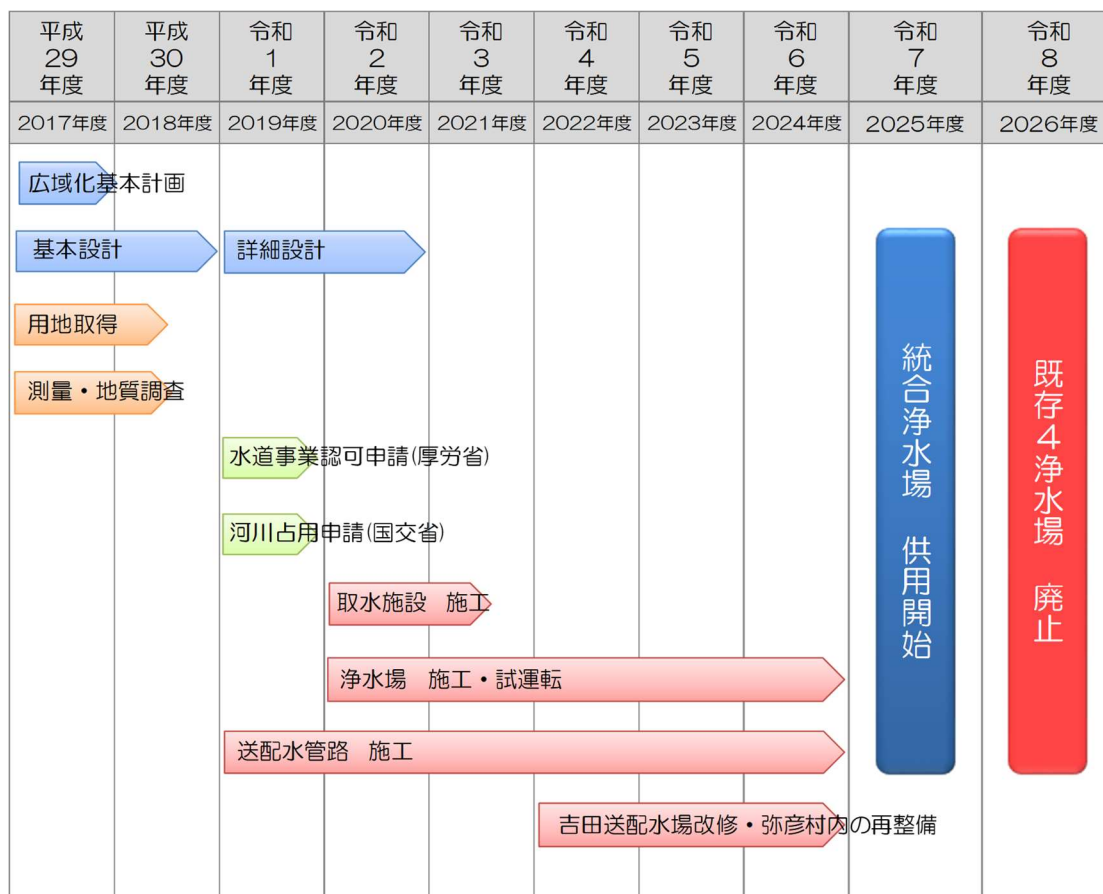 平成
29
年度
平成
30
年度
令和
1
年度
令和
2
年度
令和
3
年度
令和
4
年度
令和
5
年度
令和
6
年度
令和
7
年度
令和
8
年度
2017年度
2018年度
2019年度
2020年度
2021年度
2022年度
2023年度
2024年度
2025年度
2026年度
広域化基本計画
基本設計
詳細設計
用地取得
測量・地質調査
水道事業認可申請(厚労省)
河川占用申請(国交省)
取水施設　施工
浄水場　施工・試運転
送配水管路　施工
吉田送配水場改修・弥彦村内の再整備
統合浄水場　供用開始
既存4浄水場　廃止